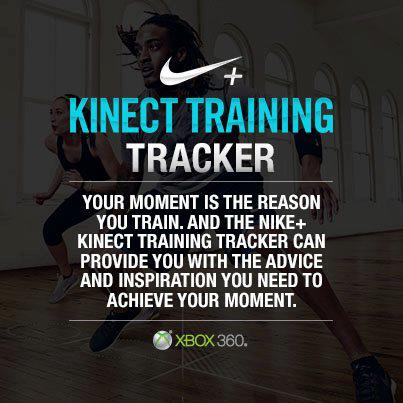 +
KINECT TRAINING
TRACKER
YOUR MOMENT IS THE REASON
YOU TRAIN. AND THE NIKE+
KINECT TRAINING TRACKER CAN
PROVIDE YOU WITH THE ADVICE
AND INSPIRATION YOU NEED TO
ACHIEVE YOUR MOMENT.
XBOX 360®